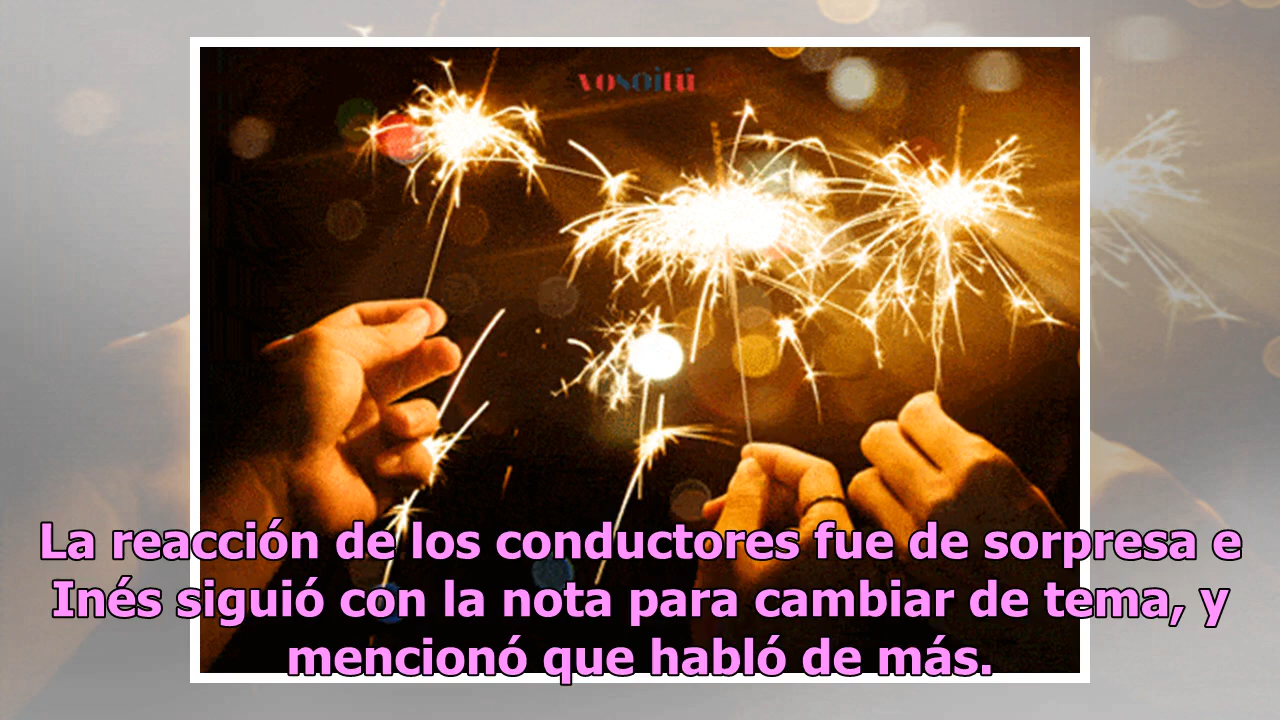 yosoitú
La reacción de los conductores fue de sorpresa e
Inés siguió con la nota para cambiar de tema, y
mencionó que habló de más.